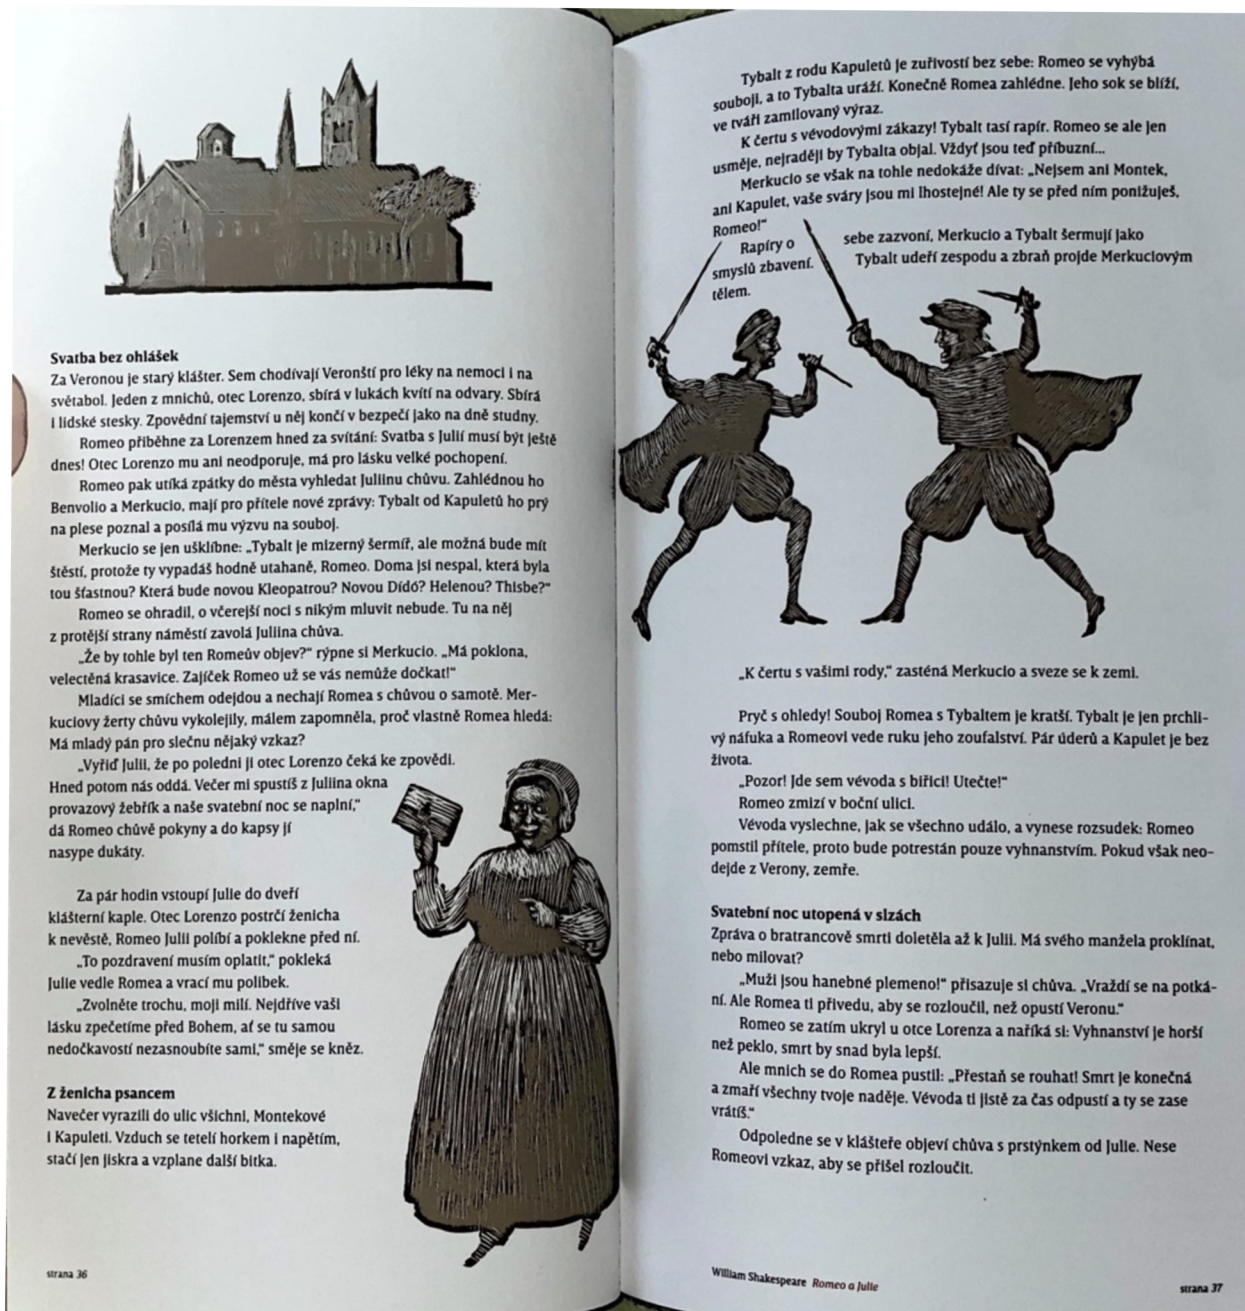 Svatba bez ohlášek
Za Veronou je starý klášter. Sem chodívají Veronští pro léky na nemoci i na
světabol. Jeden z mnichů, otec Lorenzo, sbírá v lukách kvítí na odvary. Sbírá
i lidské stesky. Zpovědní tajemství u něj končí v bezpečí jako na dně studny.
Romeo přiběhne za Lorenzem hned za svítání: Svatba s Julií musí být ještě
dnes! Otec Lorenzo mu ani neodporuje, má pro lásku velké pochopení.
Romeo pak utíká zpátky do města vyhledat Juliinu chůvu. Zahlédnou ho
Benvolio a Merkucio, mají pro přítele nové zprávy: Tybalt od Kapuletů ho prý
na plese poznal a posílá mu výzvu na souboj.
Merkucio se jen ušklíbne: „Tybalt je mizerný šermíř, ale možná bude mít
štěstí, protože ty vypadáš hodně utahaně, Romeo. Doma jsi nespal, která byla
tou šťastnou? Která bude novou Kleopatrou? Novou Dídó? Helenou? Thisbe?“
Romeo se ohradil, o včerejší noci s nikým mluvit nebude. Tu na něj
z protější strany náměstí zavolá Juliina chůva.
„Že by tohle byl ten Romeův objev?“ rýpne si Merkucio. „Má poklona,
velectěná krasavice. Zajíček Romeo už se vás nemůže dočkat!“
Mladíci se smíchem odejdou a nechají Romea s chůvou o samotě. Mer-
kuciovy žerty chůvu vykolejily, málem zapomněla, proč vlastně Romea hledá:
Má mladý pán pro slečnu nějaký vzkaz?
„Vyřiď Julii, že po poledni ji otec Lorenzo čeká ke zpovědi.
Hned potom nás oddá. Večer mi spustíš z Juliina okna
provazový žebřík a naše svatební noc se naplní,“
dá Romeo chůvě pokyny a do kapsy jí
nasype dukáty.
Za pár hodin vstoupí Julie do dveří
klášterní kaple. Otec Lorenzo postrčí ženicha
k nevěstě, Romeo Julii políbí a poklekne před ní.
„To pozdravení musím oplatit,“ pokleká
Julie vedle Romea a vrací mu polibek.
„Zvolněte trochu, moji milí. Nejdříve vaši
lásku zpečetíme před Bohem, ať se tu samou
nedočkavostí nezasnoubíte sami,“ směje se kněz.
Z ženicha psancem
Navečer vyrazili do ulic všichni, Montekové
i Kapuleti. Vzduch se tetelí horkem i napětím,
stačí jen jiskra a vzplane další bitka.
strana 36
Tybalt z rodu Kapuletů je zuřivostí bez sebe: Romeo se vyhýbá
souboji, a to Tybalta uráží. Konečně Romea zahlédne. Jeho sok se blíží,
ve tváři zamilovaný výraz.
K čertu s vévodovými zákazy! Tybalt tasí rapír. Romeo se ale jen
usměje, nejraději by Tybalta objal. Vždyť jsou teď příbuzní...
Merkucio se však na tohle nedokáže dívat: „Nejsem ani Montek,
ani Kapulet, vaše sváry jsou mi lhostejné! Ale ty se před ním ponižuješ,
Romeo!“
Rapíry o sebe zazvoní, Merkucio a Tybalt šermují jako
smyslů zbavení. Tybalt udeří zespodu a zbraň projde Merkuciovým
tělem.
„K čertu s vašimi rody,“ zasténá Merkucio a sveze se k zemi.
Pryč s ohledy! Souboj Romea s Tybaltem je kratší. Tybalt je jen prchli-
vý náfuka a Romeovi vede ruku jeho zoufalství. Pár úderů a Kapulet je bez
života.
„Pozor! Jde sem vévoda s biřici! Utečte!“
Romeo zmizí v boční ulici.
Vévoda vyslechne, jak se všechno událo, a vynese rozsudek: Romeo
pomstil přítele, proto bude potrestán pouze vyhnanstvím. Pokud však neo-
dejde z Verony, zemře.
Svatební noc utopená v slzách
Zpráva o bratrancově smrti doletěla až k Julii. Má svého manžela proklínat,
nebo milovat?
„Muži jsou hanebné plemeno!“ přisazuje si chůva. „Vraždí se na potká-
ní. Ale Romea ti přivedu, aby se rozloučil, než opustí Veronu.“
Romeo se zatím ukryl u otce Lorenza a naříká si: Vyhnanství je horší
než peklo, smrt by snad byla lepší.
Ale mnich se do Romea pustil: „Přestaň se rouhat! Smrt je konečná
a zmaří všechny tvoje naděje. Vévoda ti jistě za čas odpustí a ty se zase
vrátíš.“
Odpoledne se v klášteře objeví chůva s prstýnkem od Julie. Nese
Romeovi vzkaz, aby se přišel rozloučit.
William Shakespeare Romeo a Julie
strana 37